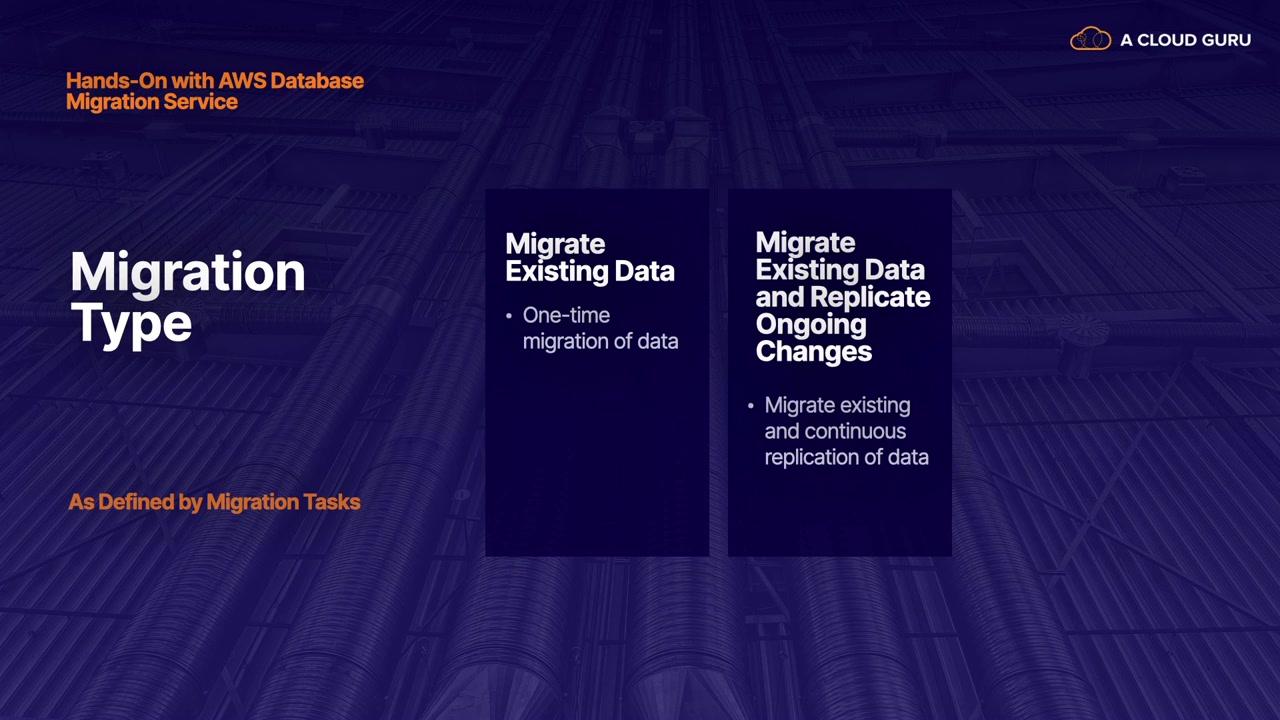 A CLOUD GURU
Hands-On with AWS Database
Migration Service
Migration
Type
As Defined by Migration Tasks
Migrate
Existing Data
• One-time
migration of data
Migrate
Existing Data
and Replicate
Ongoing
Changes
• Migrate existing
and continuous
replication of data